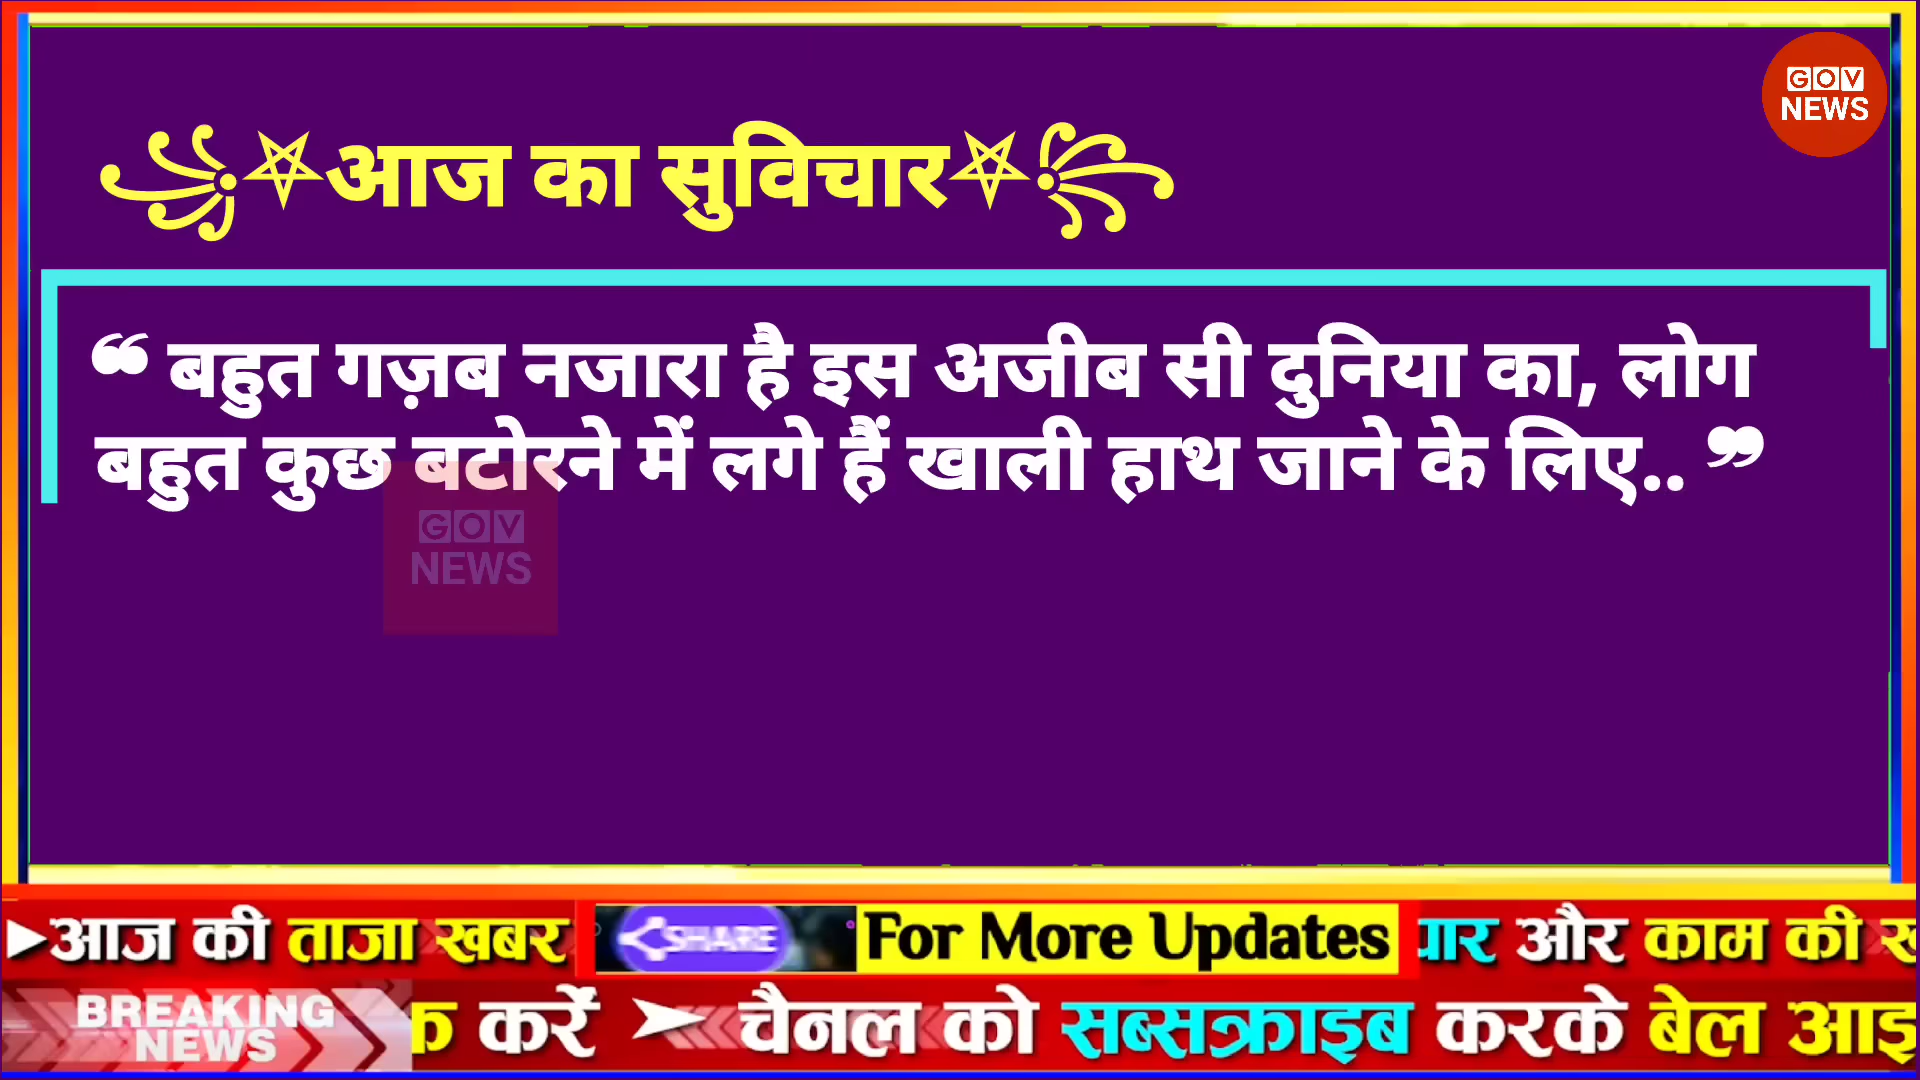 GOV
NEWS
꧁⛧आज का सुविचार⛧꧂
❝ बहुत गज़ब नजारा है इस अजीब सी दुनिया का, लोग
बहुत कुछ बटोरने में लगे हैं खाली हाथ जाने के लिए.. ❞
GOV
NEWS
➤आज की ताजा खबर
SHARE
For More Updates
और काम की
BREAKING
NEWS
करें ➤ चैनल को सब्सक्राइब करके बेल